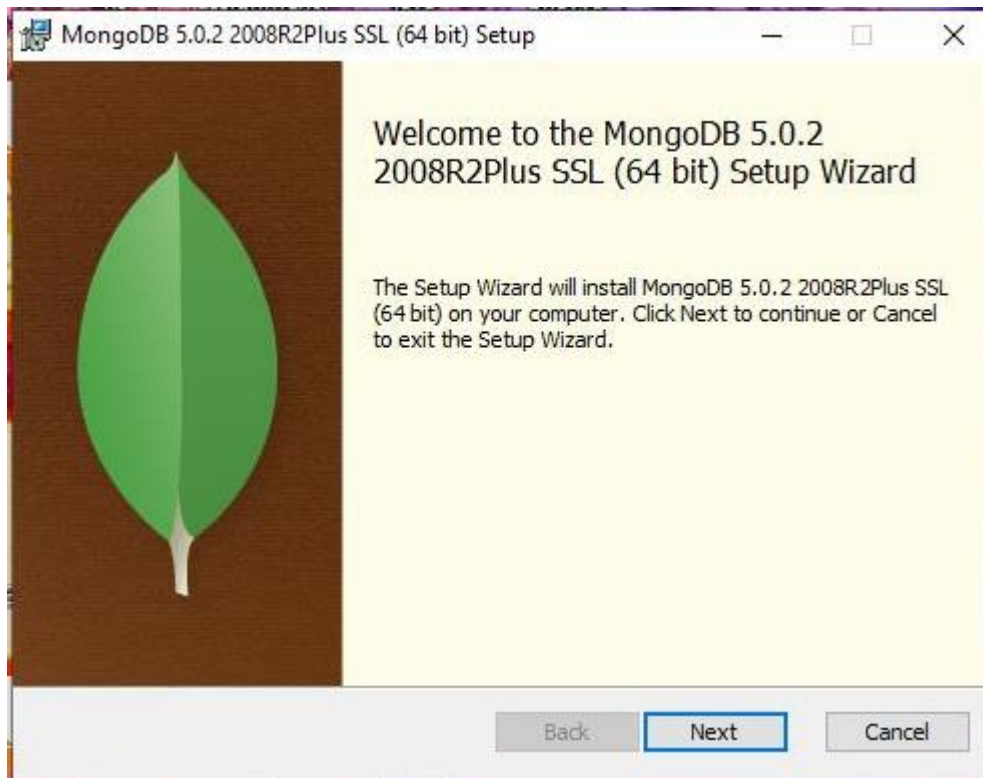 MongoDB 5.0.2 2008R2Plus SSL (64 bit) Setup
Welcome to the MongoDB 5.0.2
2008R2Plus SSL (64 bit) Setup Wizard
The Setup Wizard will install MongoDB 5.0.2 2008R2Plus SSL
(64 bit) on your computer. Click Next to continue or Cancel
to exit the Setup Wizard.
Back Next Cancel